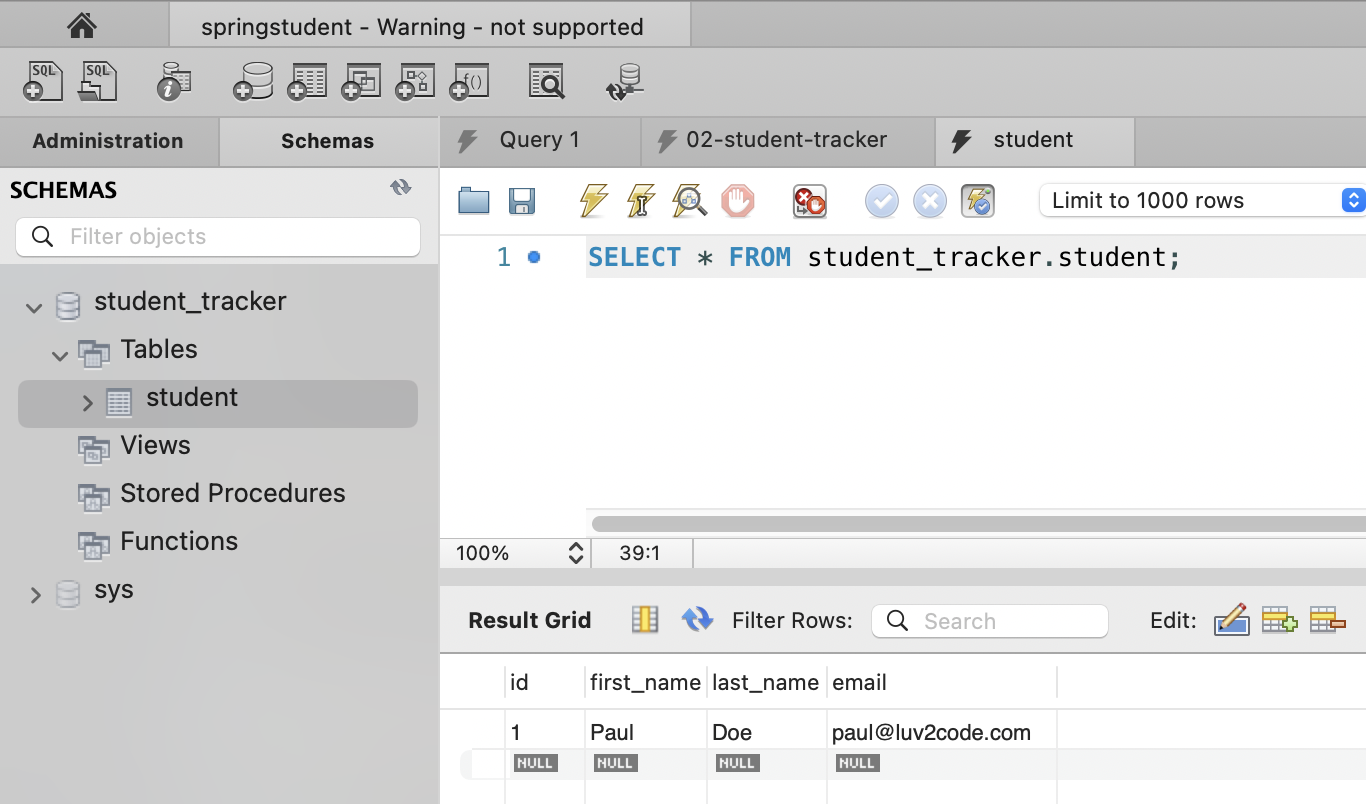 springstudent - Warning - not supported
SQL SQL i f()
Administration Schemas Query 1 02-student-tracker student
SCHEMAS
Filter objects
Limit to 1000 rows
1 SELECT * FROM student_tracker.student;
student_tracker
Tables
student
Views
Stored Procedures
Functions
sys
100% 39:1
Result Grid Filter Rows: Search Edit:
id first_name last_name email
1 Paul Doe paul@luv2code.com
NULL NULL NULL NULL